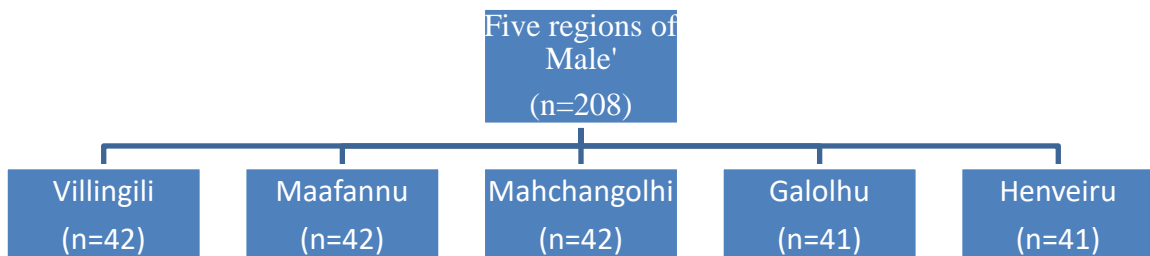 Five regions of
Male'
(n=208)
Villingili
(n=42)
Maafannu
(n=42)
Mahchangolhi
(n=42)
Galolhu
(n=41)
Henveiru
(n=41)